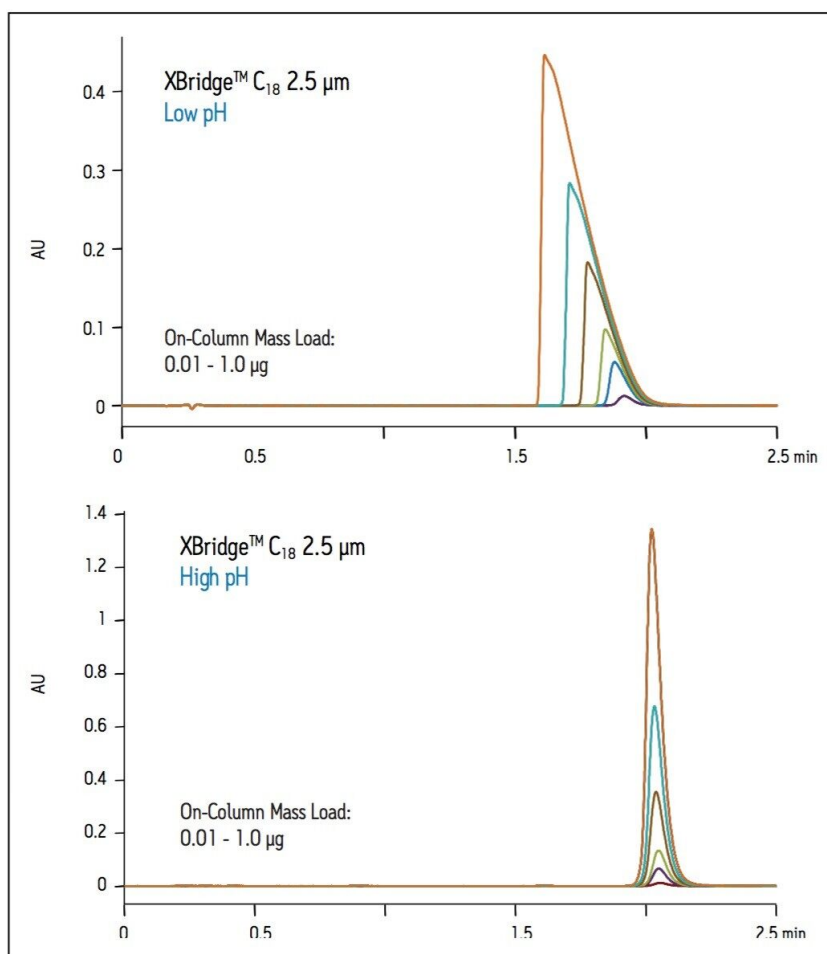 XBridge™ C18 2.5 µm
Low pH
0.4
0.3
0.2
0.1
0
AU
On-Column Mass Load:
0.01 - 1.0 µg
0
0.5
1.5
2.5 min
1.4
1.2
1
0.8
0.6
0.4
0.2
0
AU
XBridge™ C18 2.5 µm
High pH
On-Column Mass Load:
0.01 - 1.0 µg
0
0.5
1.5
2.5 min